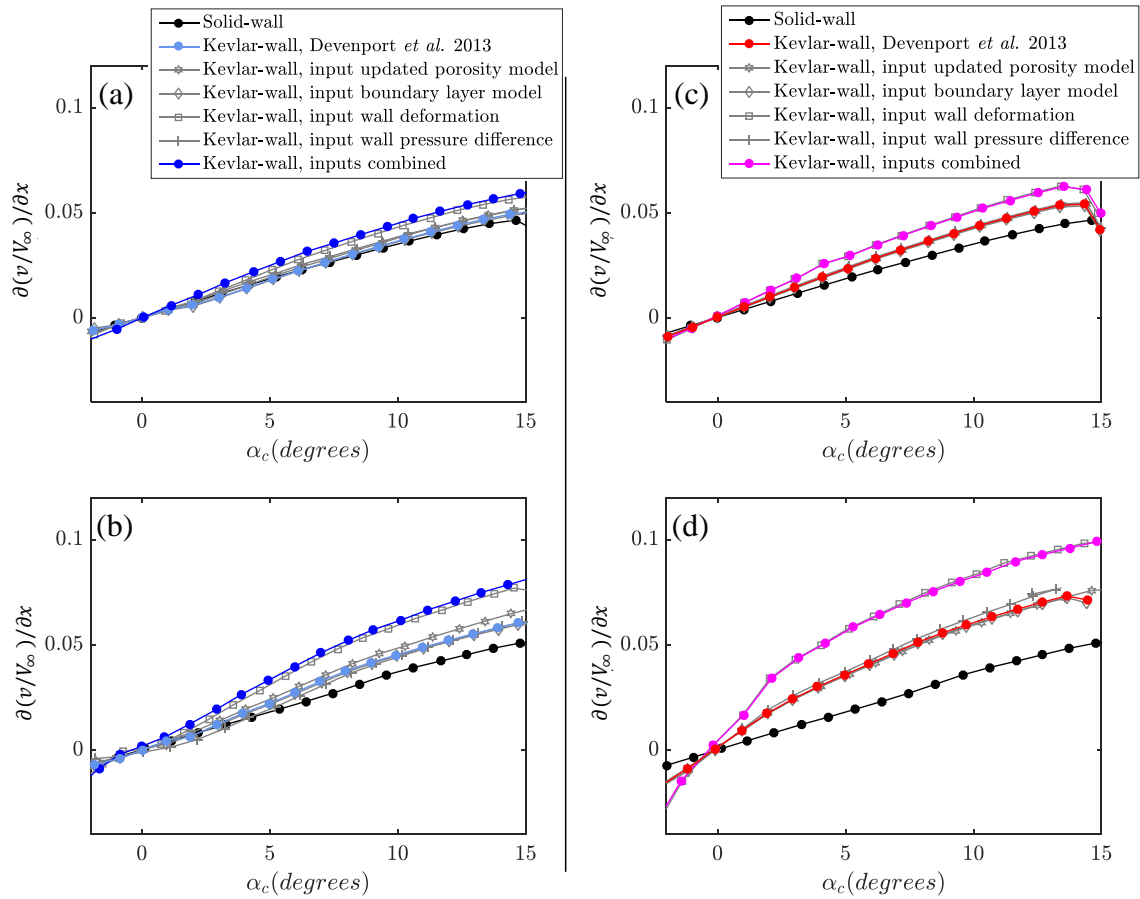 Solid-wall
Kevlar-wall, Devenport et al. 2013
Kevlar-wall, input updated porosity model
Kevlar-wall, input boundary layer model
Kevlar-wall, input wall deformation
Kevlar-wall, input wall pressure difference
Kevlar-wall, inputs combined
(a)
0.1
0.05
0
∂(v/V∞)/∂x
0 5 10 15
α_c(degrees)
(b)
0.1
0.05
0
∂(v/V∞)/∂x
0 5 10 15
α_c(degrees)
Solid-wall
Kevlar-wall, Devenport et al. 2013
Kevlar-wall, input updated porosity model
Kevlar-wall, input boundary layer model
Kevlar-wall, input wall deformation
Kevlar-wall, input wall pressure difference
Kevlar-wall, inputs combined
(c)
0.1
0.05
0
∂(v/V∞)/∂x
0 5 10 15
α_c(degrees)
(d)
0.1
0.05
0
∂(v/V∞)/∂x
0 5 10 15
α_c(degrees)